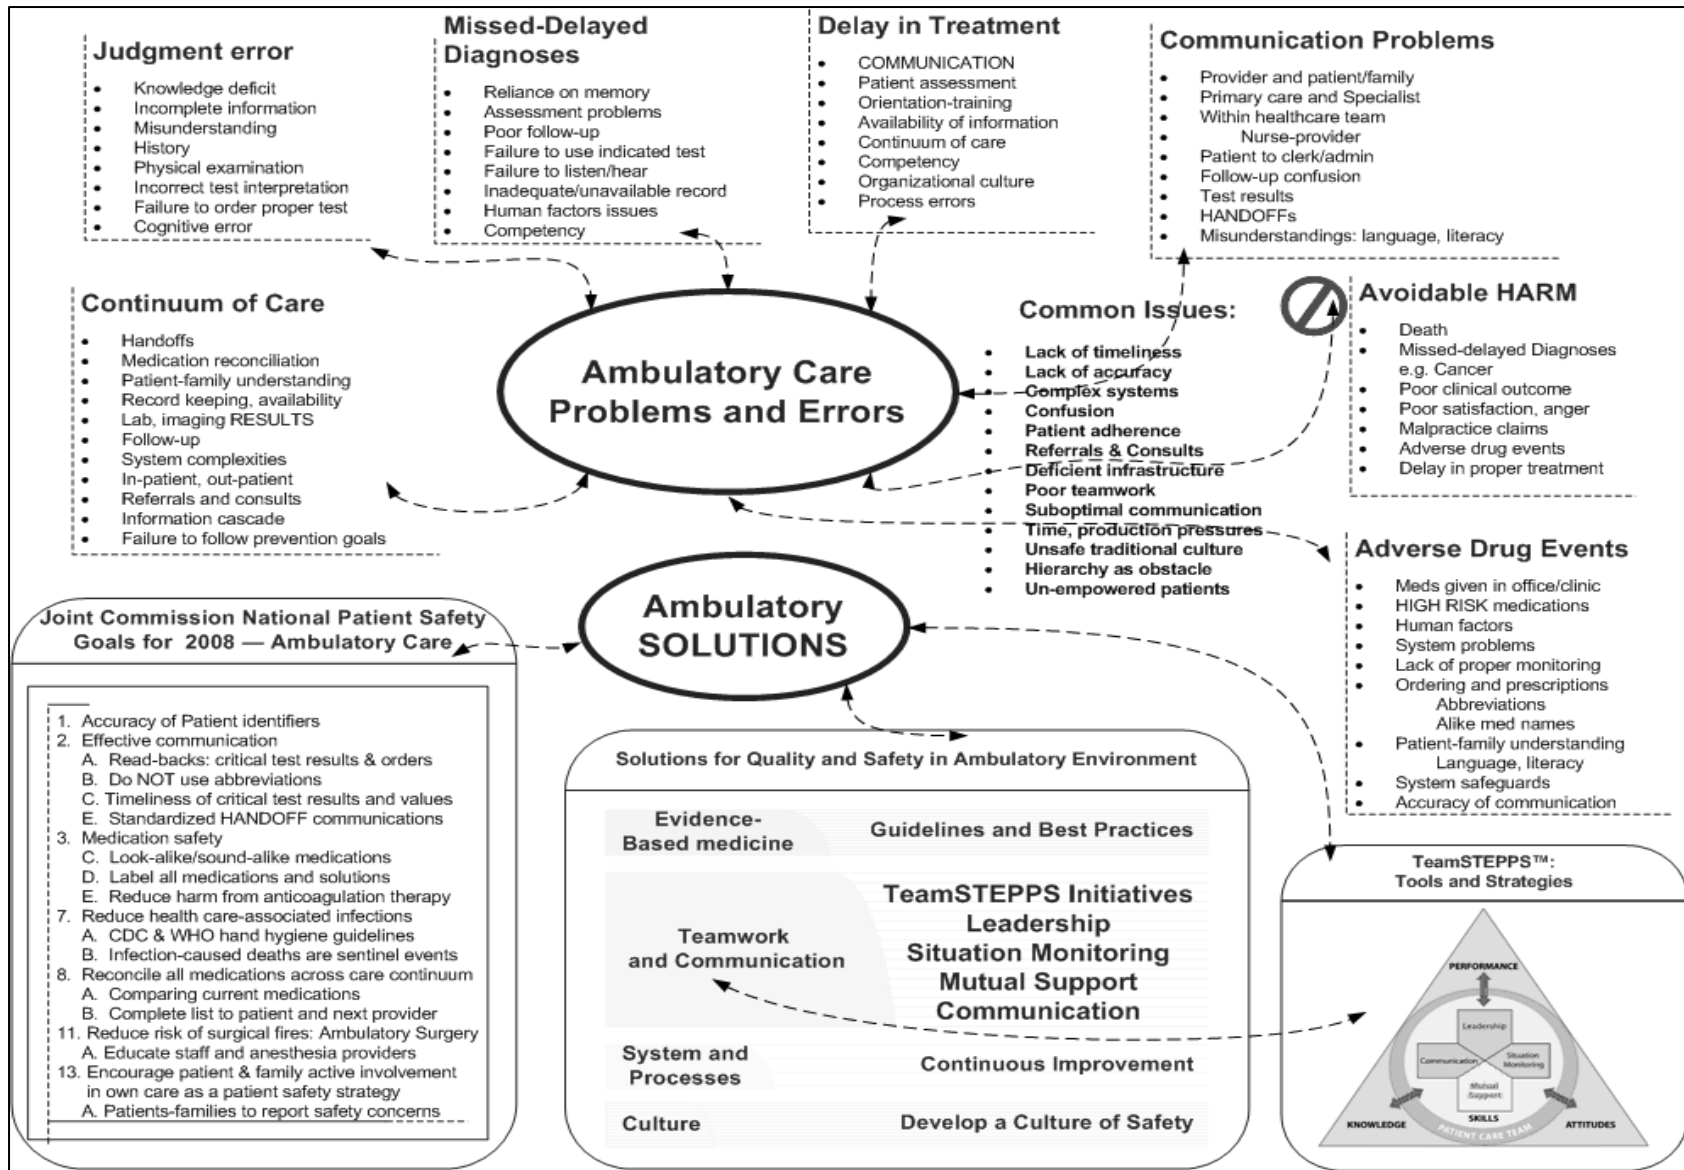 Judgment error
• Knowledge deficit
• Incomplete information
• Misunderstanding
• History
• Physical examination
• Incorrect test interpretation
• Failure to order proper test
• Cognitive error
Missed-Delayed
Diagnoses
• Reliance on memory
• Assessment problems
• Poor follow-up
• Failure to use indicated test
• Failure to listen/hear
• Inadequate/unavailable record
• Human factors issues
• Competency
Delay in Treatment
• COMMUNICATION
• Patient assessment
• Orientation-training
• Availability of information
• Continuum of care
• Competency
• Organizational culture
• Process errors
Communication Problems
• Provider and patient/family
• Primary care and Specialist
• Within healthcare team
• Nurse-provider
• Patient to clerk/admin
• Follow-up confusion
• Test results
• HANDOFFs
• Misunderstandings: language, literacy
Continuum of Care
• Handoffs
• Medication reconciliation
• Patient-family understanding
• Record keeping, availability
• Lab, imaging RESULTS
• Follow-up
• System complexities
• In-patient, out-patient
• Referrals and consults
• Information cascade
• Failure to follow prevention goals
Ambulatory Care
Problems and Errors
Common Issues:
• Lack of timeliness
• Lack of accuracy
• Complex systems
• Confusion
• Patient adherence
• Referrals & Consults
• Deficient infrastructure
• Poor teamwork
• Suboptimal communication
• Time, production pressures
• Unsafe traditional culture
• Hierarchy as obstacle
• Un-empowered patients
Avoidable HARM
• Death
• Missed-delayed Diagnoses
e.g. Cancer
• Poor clinical outcome
• Poor satisfaction, anger
• Malpractice claims
• Adverse drug events
• Delay in proper treatment
Adverse Drug Events
• Meds given in office/clinic
• HIGH RISK medications
• Human factors
• System problems
• Lack of proper monitoring
• Ordering and prescriptions
Abbreviations
Alike med names
• Patient-family understanding
Language, literacy
• System safeguards
• Accuracy of communication
Ambulatory
SOLUTIONS
Joint Commission National Patient Safety
Goals for 2008 — Ambulatory Care
1. Accuracy of Patient identifiers
2. Effective communication
A. Read-backs: critical test results & orders
B. Do NOT use abbreviations
C. Timeliness of critical test results and values
E. Standardized HANDOFF communications
3. Medication safety
C. Look-alike/sound-alike medications
D. Label all medications and solutions
E. Reduce harm from anticoagulation therapy
7. Reduce health care-associated infections
A. CDC & WHO hand hygiene guidelines
B. Infection-caused deaths are sentinel events
8. Reconcile all medications across care continuum
A. Comparing current medications
B. Complete list to patient and next provider
11. Reduce risk of surgical fires: Ambulatory Surgery
A. Educate staff and anesthesia providers
13. Encourage patient & family active involvement
in own care as a patient safety strategy
A. Patients-families to report safety concerns
Solutions for Quality and Safety in Ambulatory Environment
Evidence-
Based medicine
Guidelines and Best Practices
Teamwork
and Communication
TeamSTEPPS Initiatives
Leadership
Situation Monitoring
Mutual Support
Communication
System and
Processes
Continuous Improvement
Culture
Develop a Culture of Safety
TeamSTEPPS™:
Tools and Strategies
PERFORMANCE
Leadership
Communication
Situation
Monitoring
Mutual
Support
SKILLS
KNOWLEDGE
ATTITUDES
PATIENT CARE TEAM